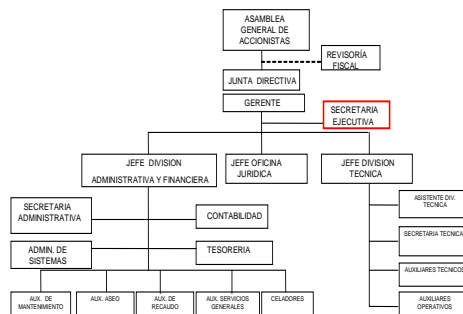 ASAMBLEA
GENERAL DE
ACCIONISTAS
REVISORÍA
FISCAL
JUNTA DIRECTIVA
GERENTE
SECRETARIA
EJECUTIVA
JEFE DIVISION
ADMINISTRATIVA Y FINANCIERA
JEFE OFICINA
JURIDICA
JEFE DIVISION
TECNICA
SECRETARIA
ADMINISTRATIVA
CONTABILIDAD
ADMIN. DE
SISTEMAS
TESORERIA
ASISTENTE DIV.
TECNICA
SECRETARIA TECNICA
AUXILIARES TECNICOS
AUXILIARES
OPERATIVOS
AUX. DE
MANTENIMIENTO
AUX. ASEO
AUX. DE
RECAUDO
AUX. SERVICIOS
GENERALES
CELADORES